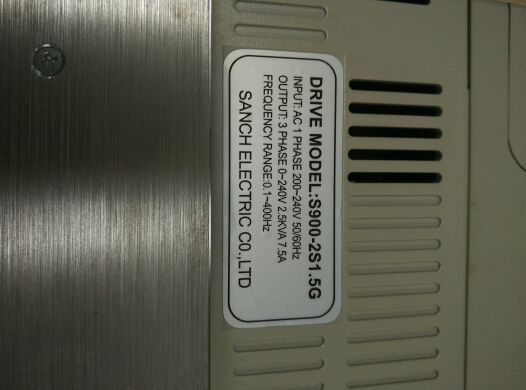 DRIVE MODEL:S900-2S1.5G
INPUT: AC 1 PHASE 200~240V 50/60Hz
OUTPUT: 3 PHASE 0~240V 2.5KVA 7.5A
FREQUENCY RANGE:0.1~400Hz
SANCH ELECTRIC CO.,LTD